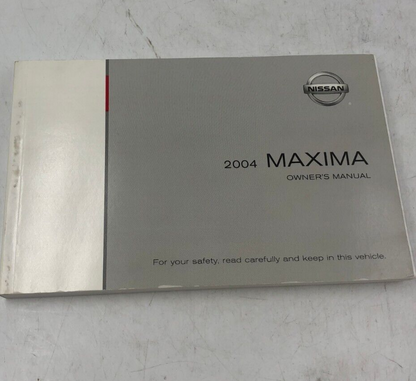 NISSAN
2004 MAXIMA
OWNER'S MANUAL
For your safety, read carefully and keep in this vehicle.